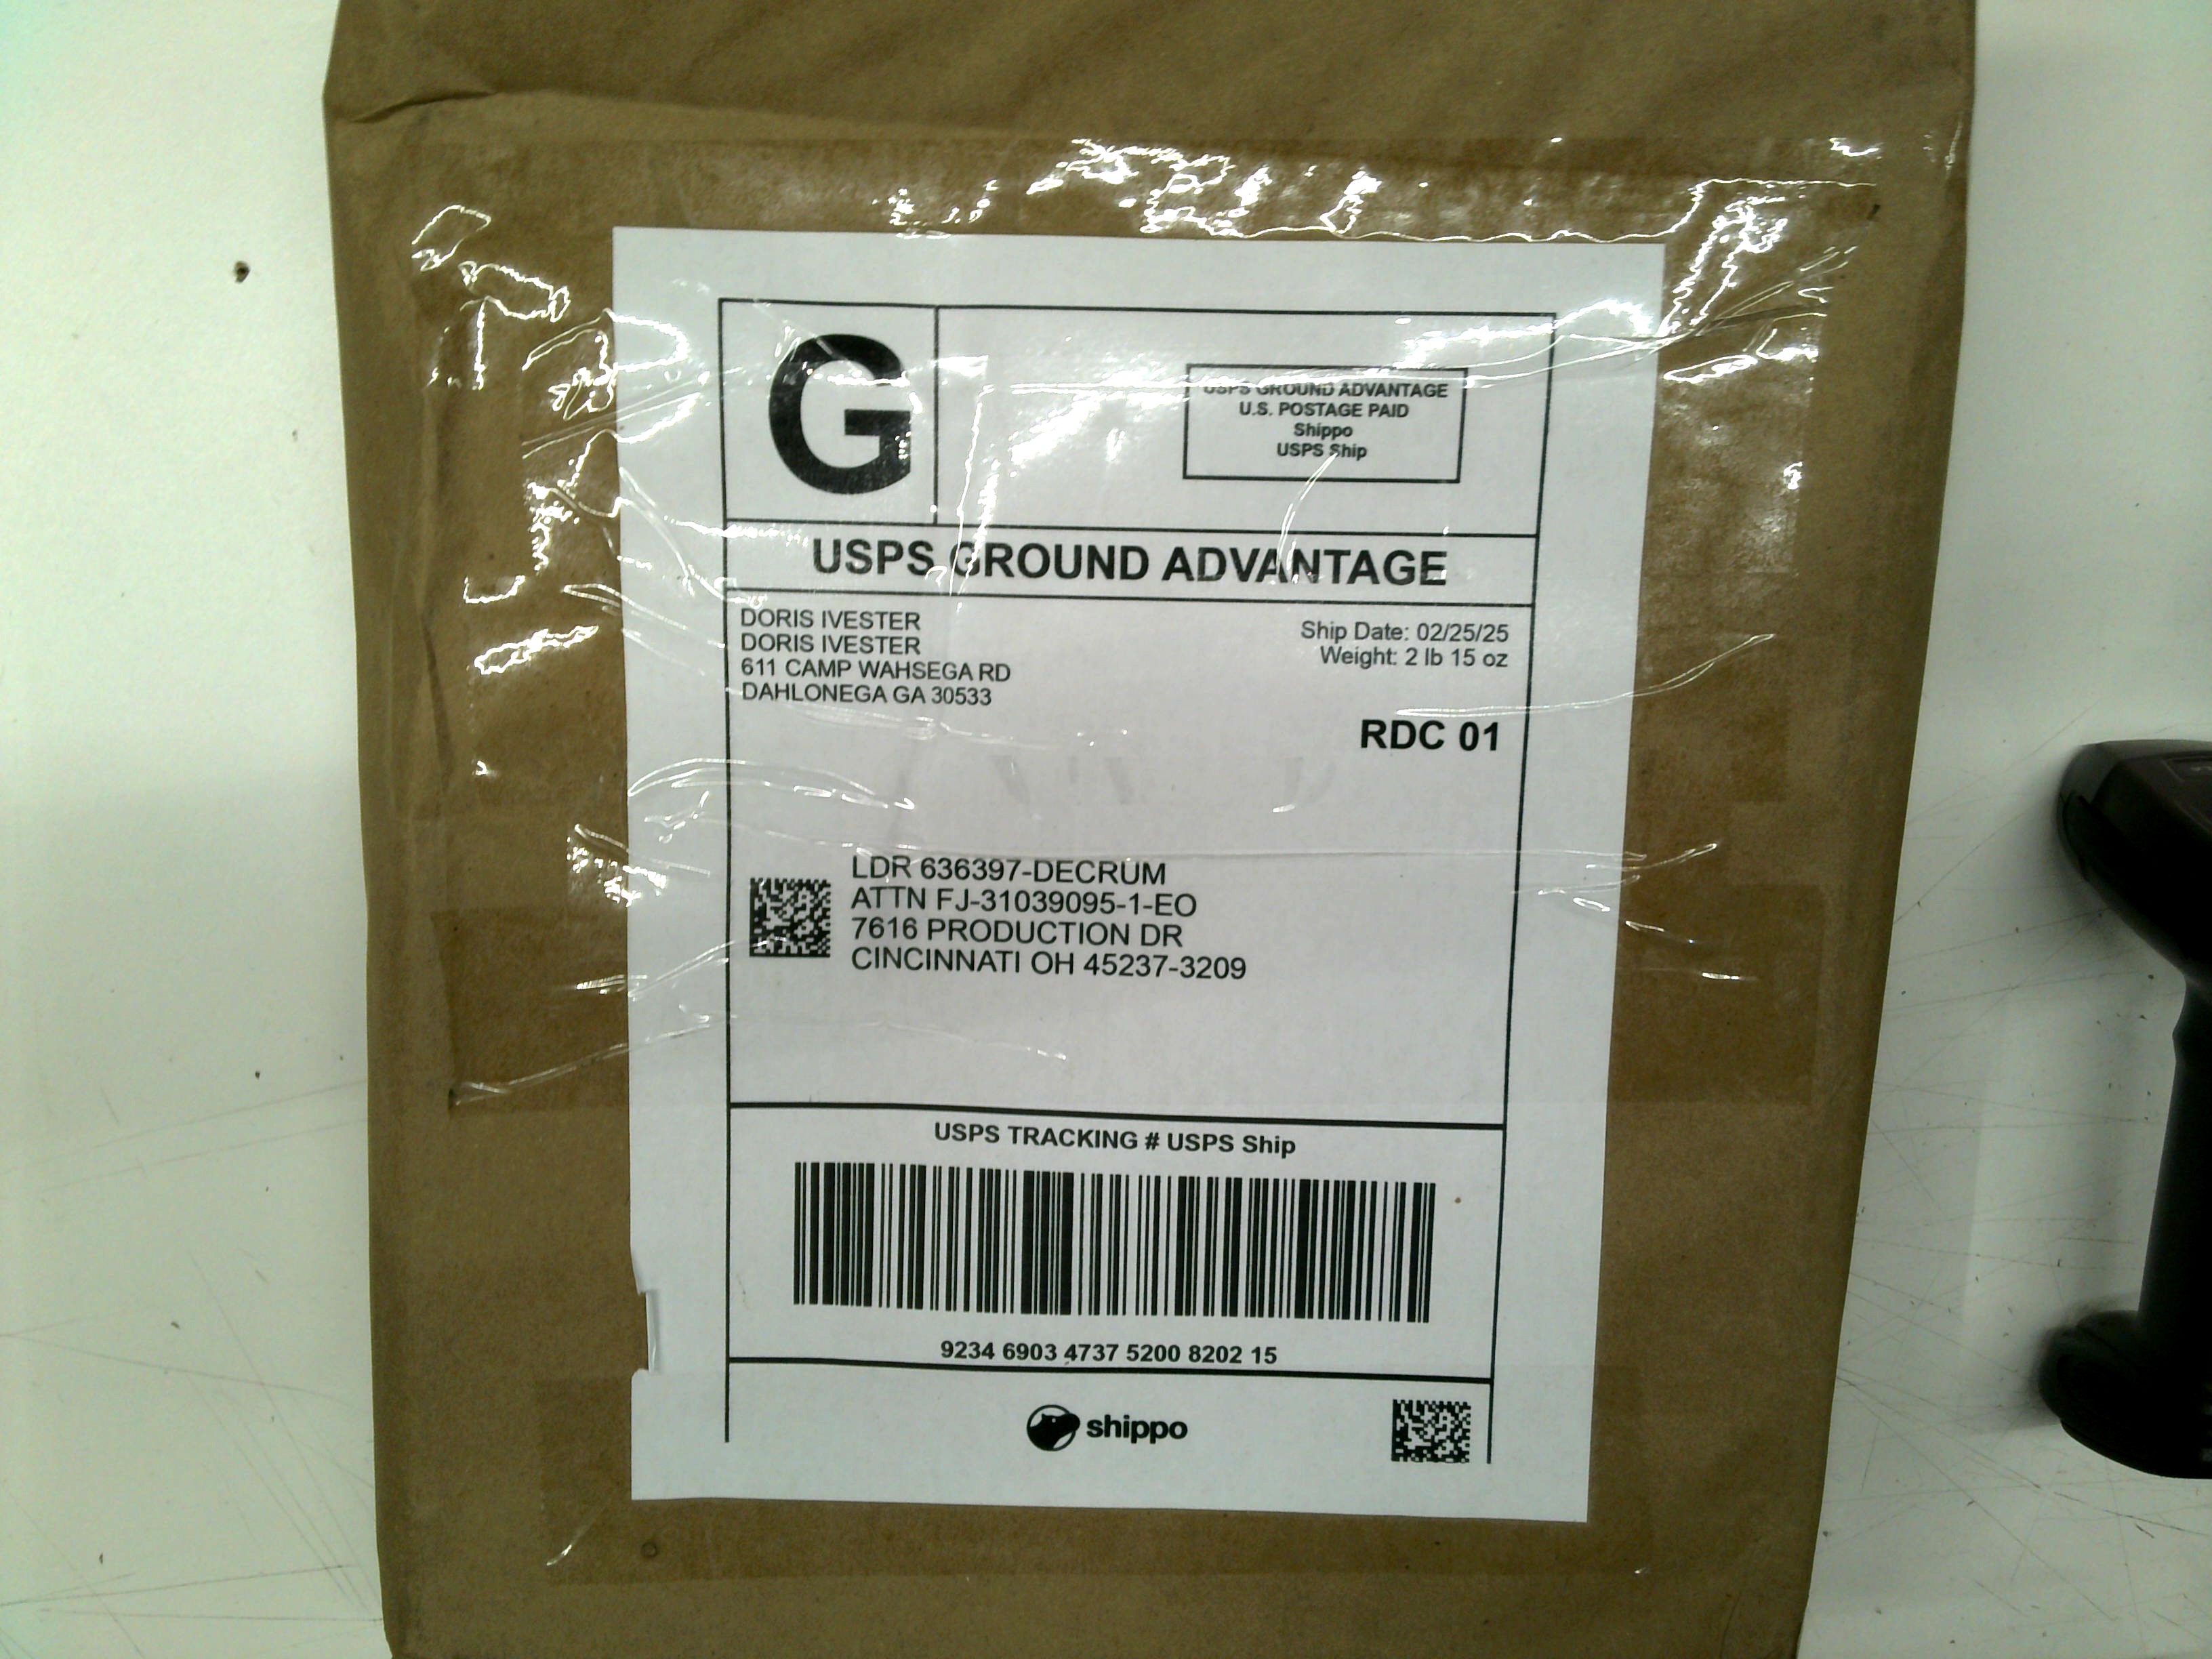 G
USPS GROUND ADVANTAGE
U.S. POSTAGE PAID
Shippo
USPS Ship
USPS GROUND ADVANTAGE
DORIS IVESTER
DORIS IVESTER
611 CAMP WAHSEGA RD
DAHLONEGA GA 30533
Ship Date: 02/25/25
Weight: 2 lb 15 oz
RDC 01
LDR 636397-DECRUM
ATTN FJ-31039095-1-EO
7616 PRODUCTION DR
CINCINNATI OH 45237-3209
USPS TRACKING # USPS Ship
9234 6903 4737 5200 8202 15
shippo